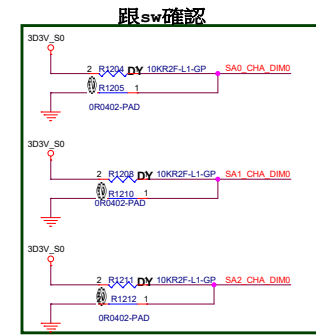 跟sw確認
3D3V_S0
2 R1204 DY 10KR2F-L1-GP SA0_CHA_DIM0
R1205 1
0R0402-PAD
3D3V_S0
2 R1208 DY 10KR2F-L1-GP SA1_CHA_DIM0
R1210 1
0R0402-PAD
3D3V_S0
2 R1211 DY 10KR2F-L1-GP SA2_CHA_DIM0
R1212 1
0R0402-PAD